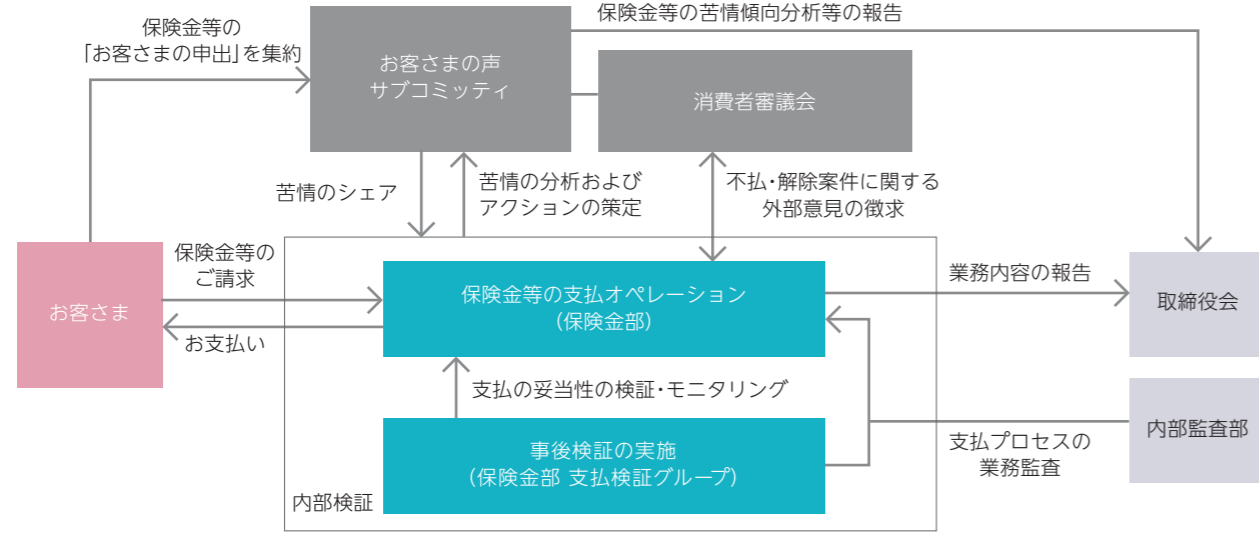 保険金等の
「お客さまの申出」を集約
保険金等の苦情傾向分析等の報告
お客さまの声
サブコミッティ
消費者審議会
苦情のシェア
苦情の分析および
アクションの策定
不払・解除案件に関する
外部意見の徴求
お客さま
保険金等の
ご請求
お支払い
保険金等の支払オペレーション
(保険金部)
業務内容の報告
取締役会
支払の妥当性の検証・モニタリング
事後検証の実施
(保険金部 支払検証グループ)
内部検証
支払プロセスの
業務監査
内部監査部